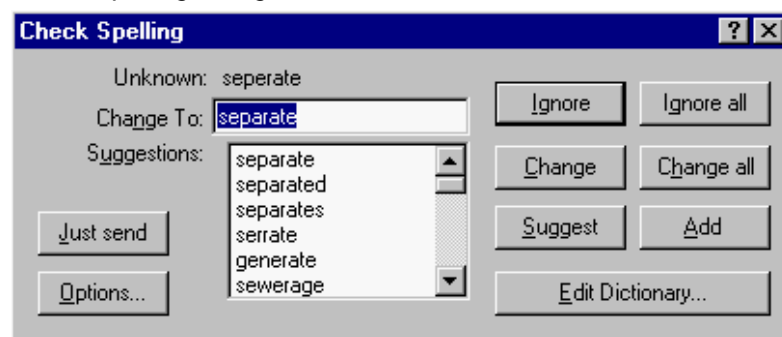 Check Spelling
Unknown: seperate
Change To: separate
Suggestions:
separate
separated
separates
serrate
generate
sewerage
Just send
Options...
Ignore
Ignore all
Change
Change all
Suggest
Add
Edit Dictionary...